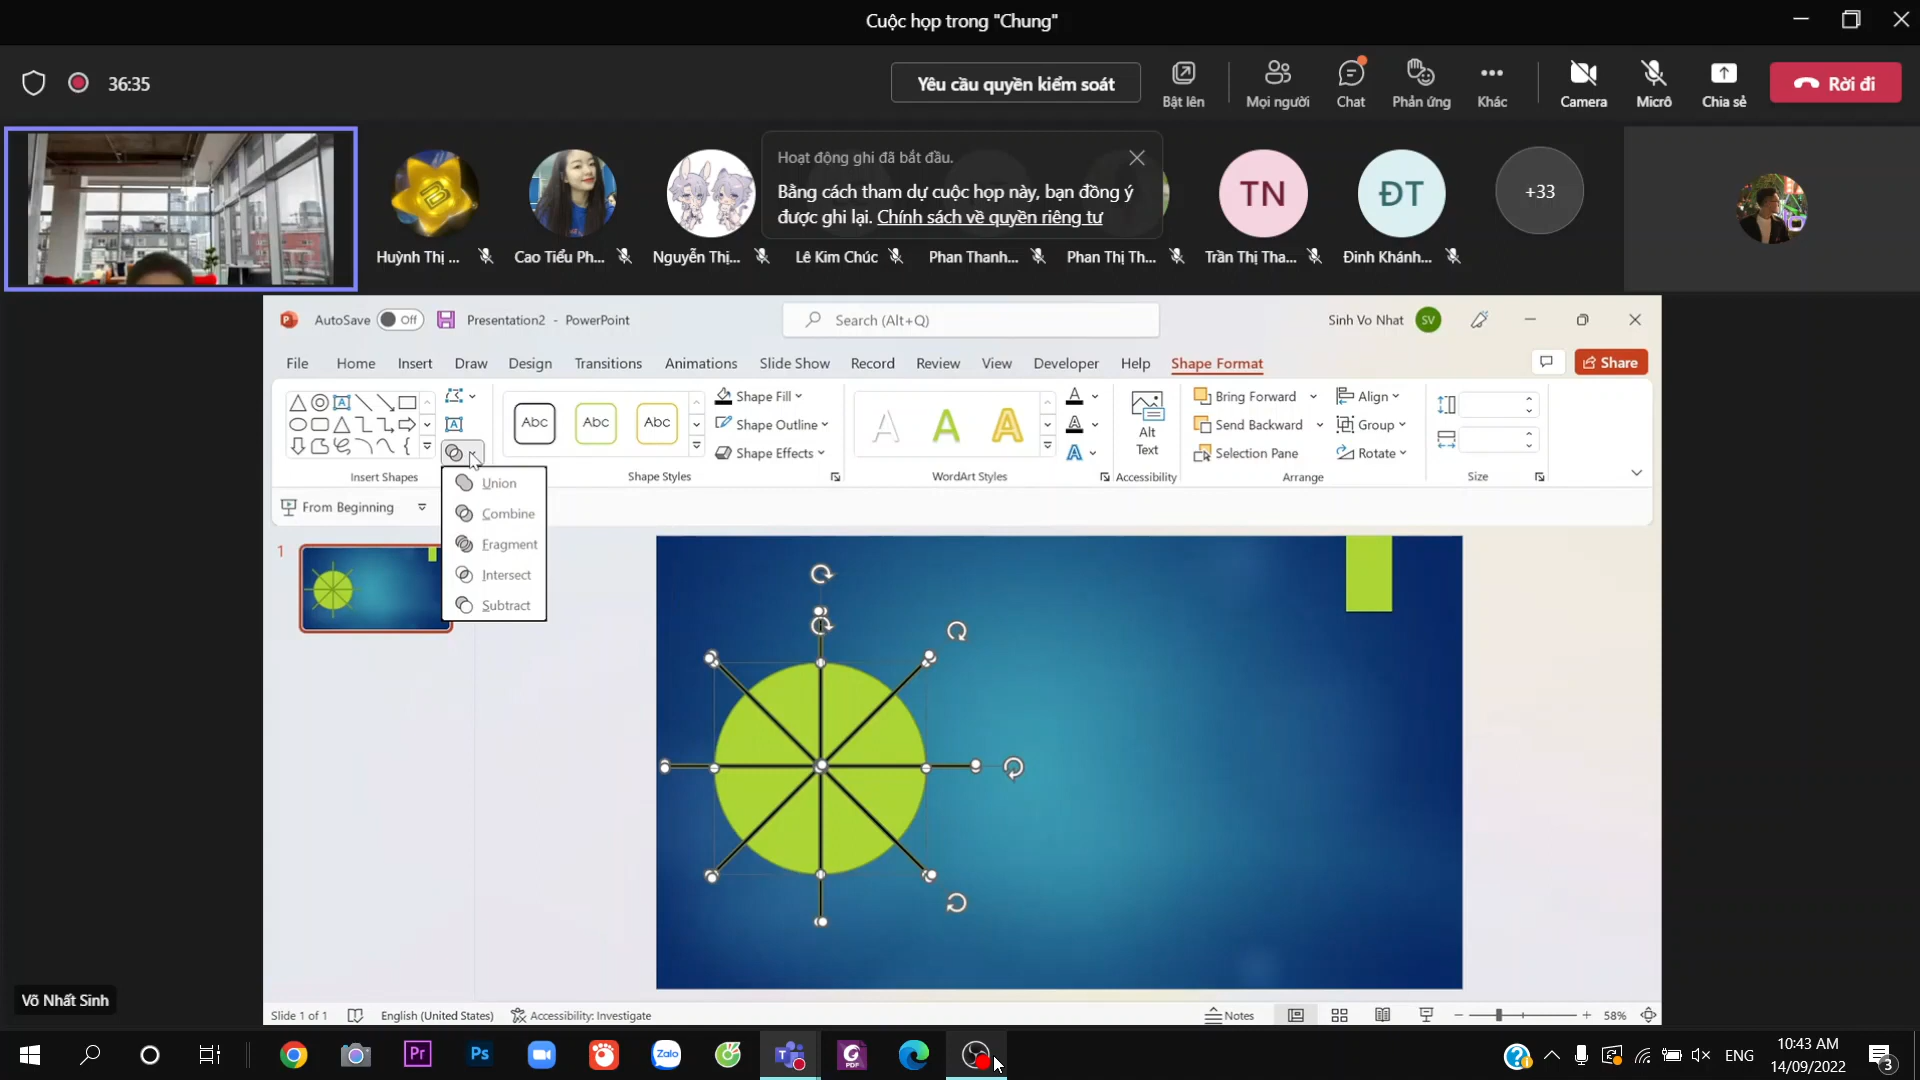 Cuộc họp trong "Chung"
36:35
Yêu cầu quyền kiểm soát
Bật lên
Mọi người
Chat
Phản ứng
Khác
Camera
Micrô
Chia sẻ
Rời đi
Hoạt động ghi đã bắt đầu.
Bằng cách tham dự cuộc họp này, bạn đồng ý
được ghi lại. Chính sách về quyền riêng tư
TN
ĐT
+33
Huỳnh Thị ...
Cao Tiểu Ph...
Nguyễn Thị...
Lê Kim Chúc
Phan Thanh...
Phan Thị Th...
Trần Thị Tha...
Đinh Khánh...
AutoSave Off
Presentation2 - PowerPoint
Search (Alt+Q)
Sinh Vo Nhat SV
File Home Insert Draw Design Transitions Animations Slide Show Record Review View Developer Help Shape Format
Share
Abc Abc Abc
Shape Fill
Shape Outline
Shape Effects
A A A
Alt
Text
Bring Forward
Send Backward
Selection Pane
Align
Group
Rotate
Insert Shapes
Shape Styles
WordArt Styles
Accessibility
Arrange
Size
Union
Combine
Fragment
Intersect
Subtract
From Beginning
1
Võ Nhất Sinh
Slide 1 of 1
English (United States)
Accessibility: Investigate
Notes
58%
Pr
Ps
Zalo
PDF
ENG
10:43 AM
14/09/2022
3